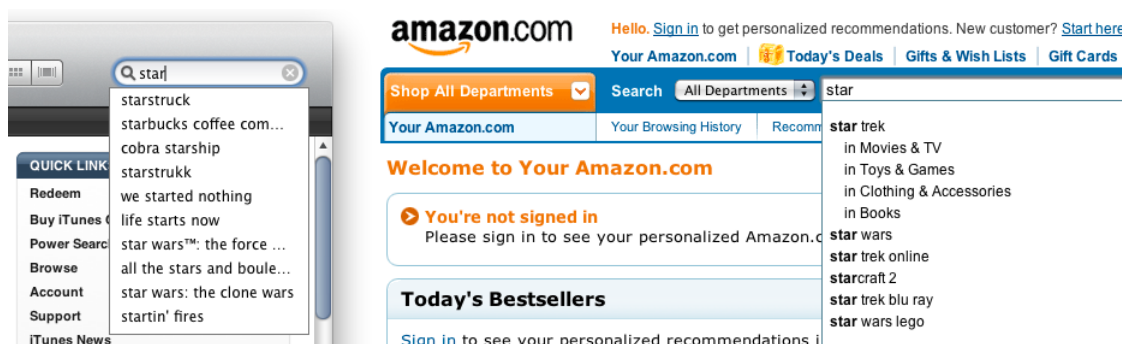 star
starstruck
starbucks coffee com...
cobra starship
starstrukk
we started nothing
life starts now
star wars™: the force ...
all the stars and boule...
star wars: the clone wars
startin' fires
QUICK LINK
Redeem
Buy iTunes
Power Searc
Browse
Account
Support
iTunes News
amazon.com
Hello. Sign in to get personalized recommendations. New customer? Start here
Your Amazon.com Today's Deals Gifts & Wish Lists Gift Cards
Shop All Departments Search All Departments star
Your Amazon.com Your Browsing History Recomm
star trek
in Movies & TV
in Toys & Games
in Clothing & Accessories
in Books
star wars
star trek online
starcraft 2
star trek blu ray
star wars lego
Welcome to Your Amazon.com
You're not signed in
Please sign in to see your personalized Amazon.c
Today's Bestsellers
Sign in to see your personalized recommendations i